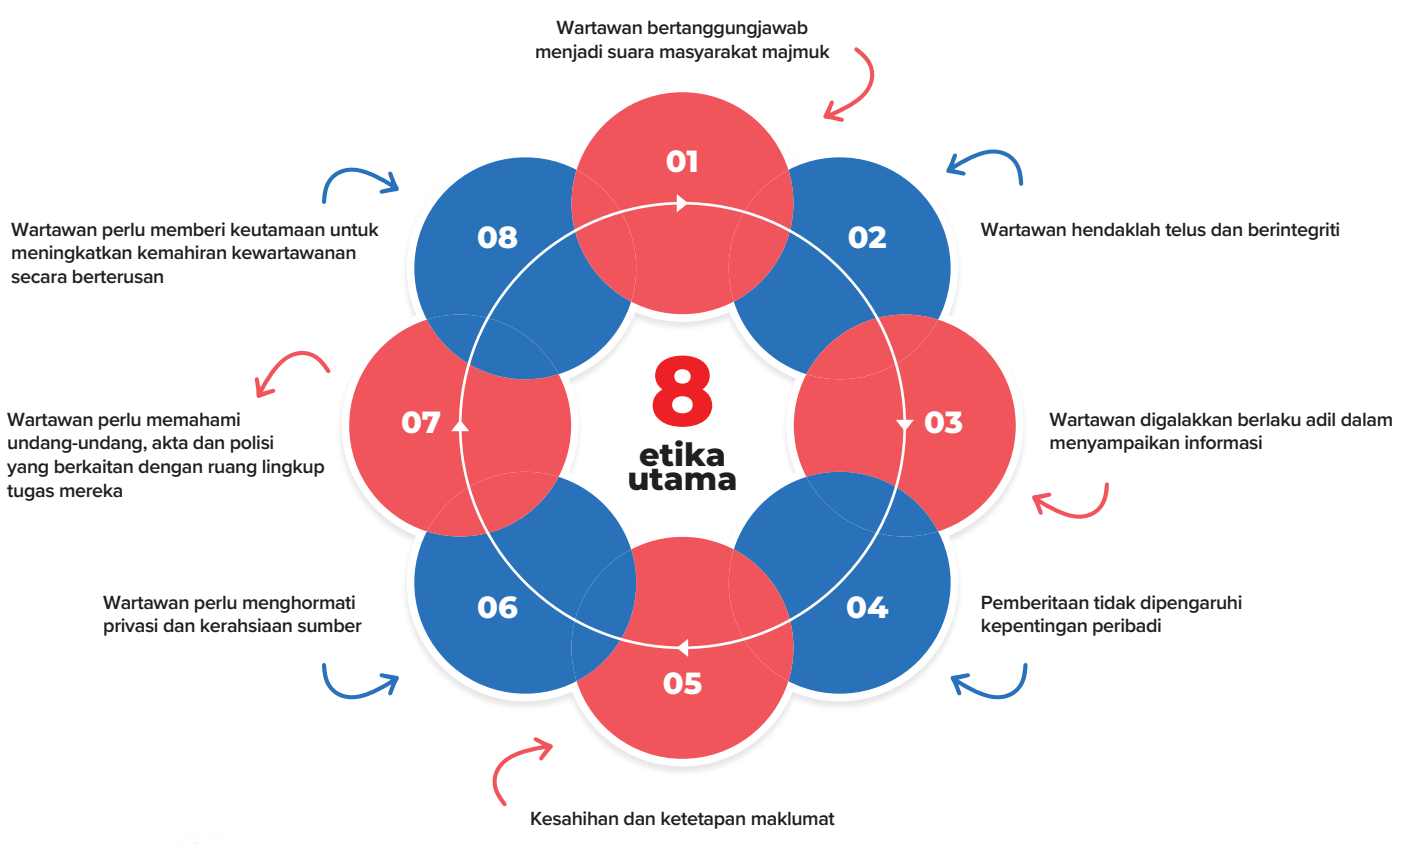 Wartawan bertanggungjawab
menjadi suara masyarakat majmuk
01
02
Wartawan hendaklah telus dan berintegriti
03
Wartawan digalakkan berlaku adil dalam
menyampaikan informasi
04
Pemberitaan tidak dipengaruhi
kepentingan peribadi
05
Kesahihan dan ketetapan maklumat
06
Wartawan perlu menghormati
privasi dan kerahsiaan sumber
07
Wartawan perlu memahami
undang-undang, akta dan polisi
yang berkaitan dengan ruang lingkup
tugas mereka
08
Wartawan perlu memberi keutamaan untuk
meningkatkan kemahiran kewartawanan
secara berterusan
8
etika
utama